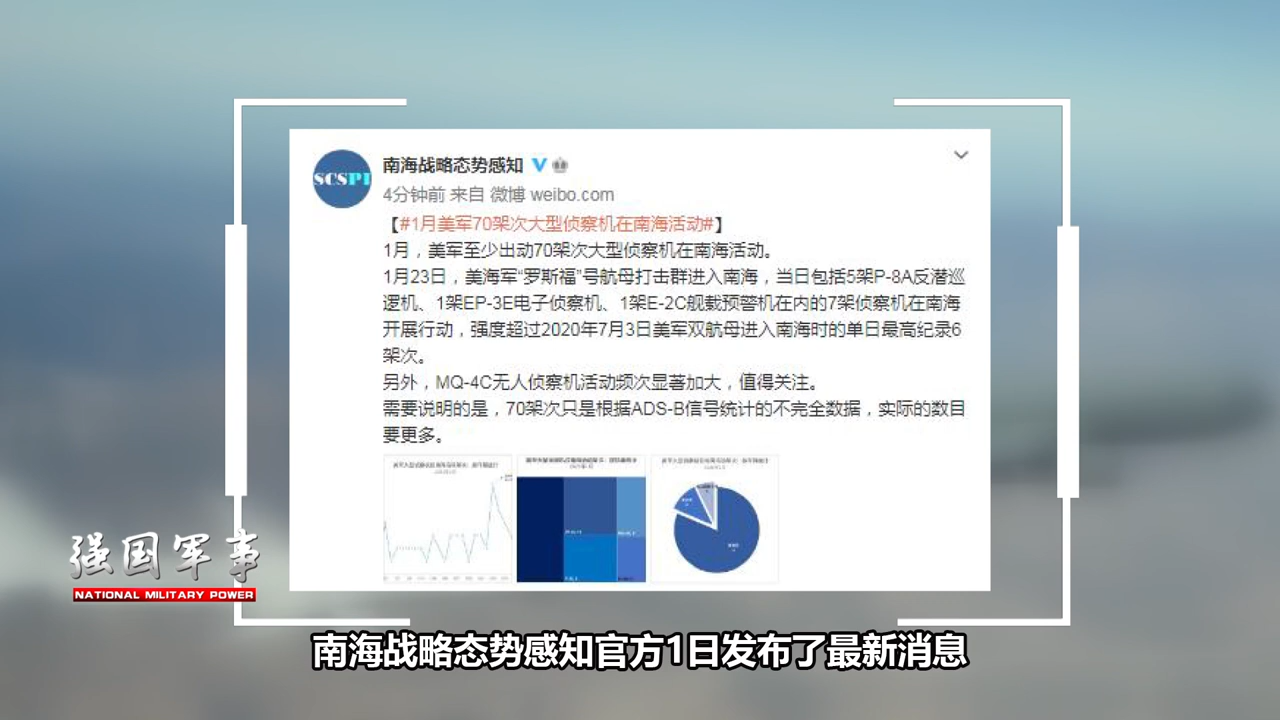 南海战略态势感知
SCSPI
4分钟前 来自 微博 weibo.com
【#1月美军70架次大型侦察机在南海活动#】
1月，美军至少出动70架次大型侦察机在南海活动。
1月23日，美海军“罗斯福”号航母打击群进入南海，当日包括5架P-8A反潜巡
逻机、1架EP-3E电子侦察机、1架E-2C舰载预警机在内的7架侦察机在南海
开展行动，强度超过2020年7月3日美军双航母进入南海时的单日最高纪录6
架次。
另外，MQ-4C无人侦察机活动频次显著加大，值得关注。
需要说明的是，70架次只是根据ADS-B信号统计的不完全数据，实际的数目
要更多。
强国军事
NATIONAL MILITARY POWER
南海战略态势感知官方1日发布了最新消息